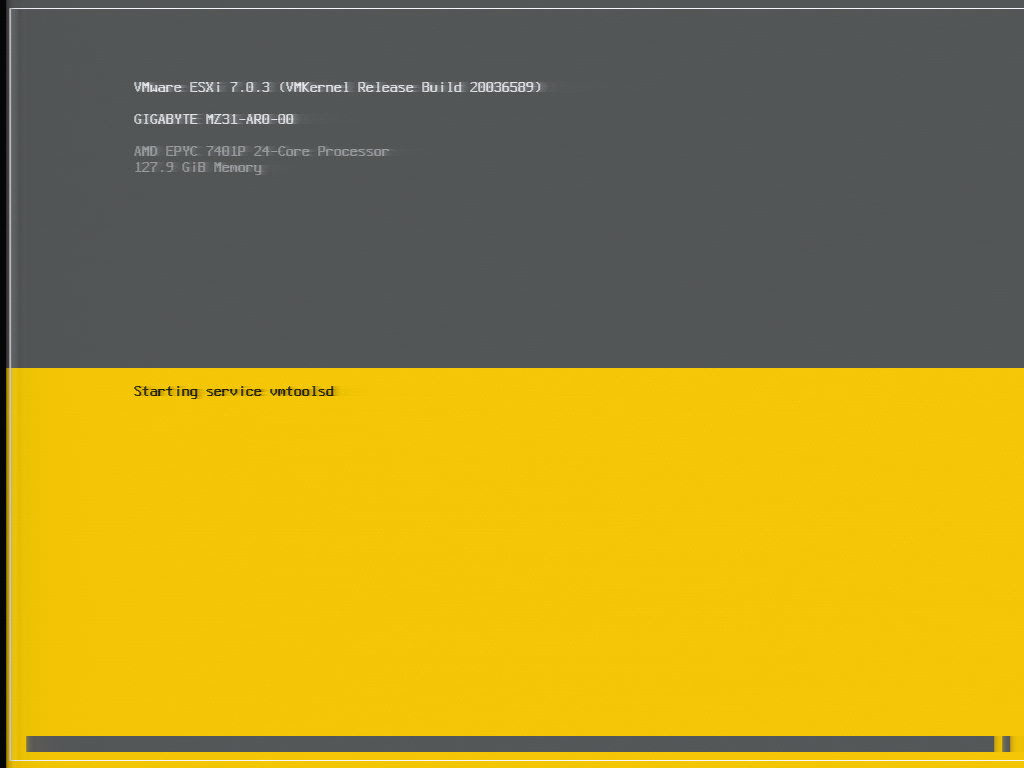 VMware ESXi 7.0.3 (VMKernel Release Build 20036589)
GIGABYTE MZ31-AR0-00
AMD EPYC 7401P 24-Core Processor
127.9 GiB Memory
Starting service vmtoolsd